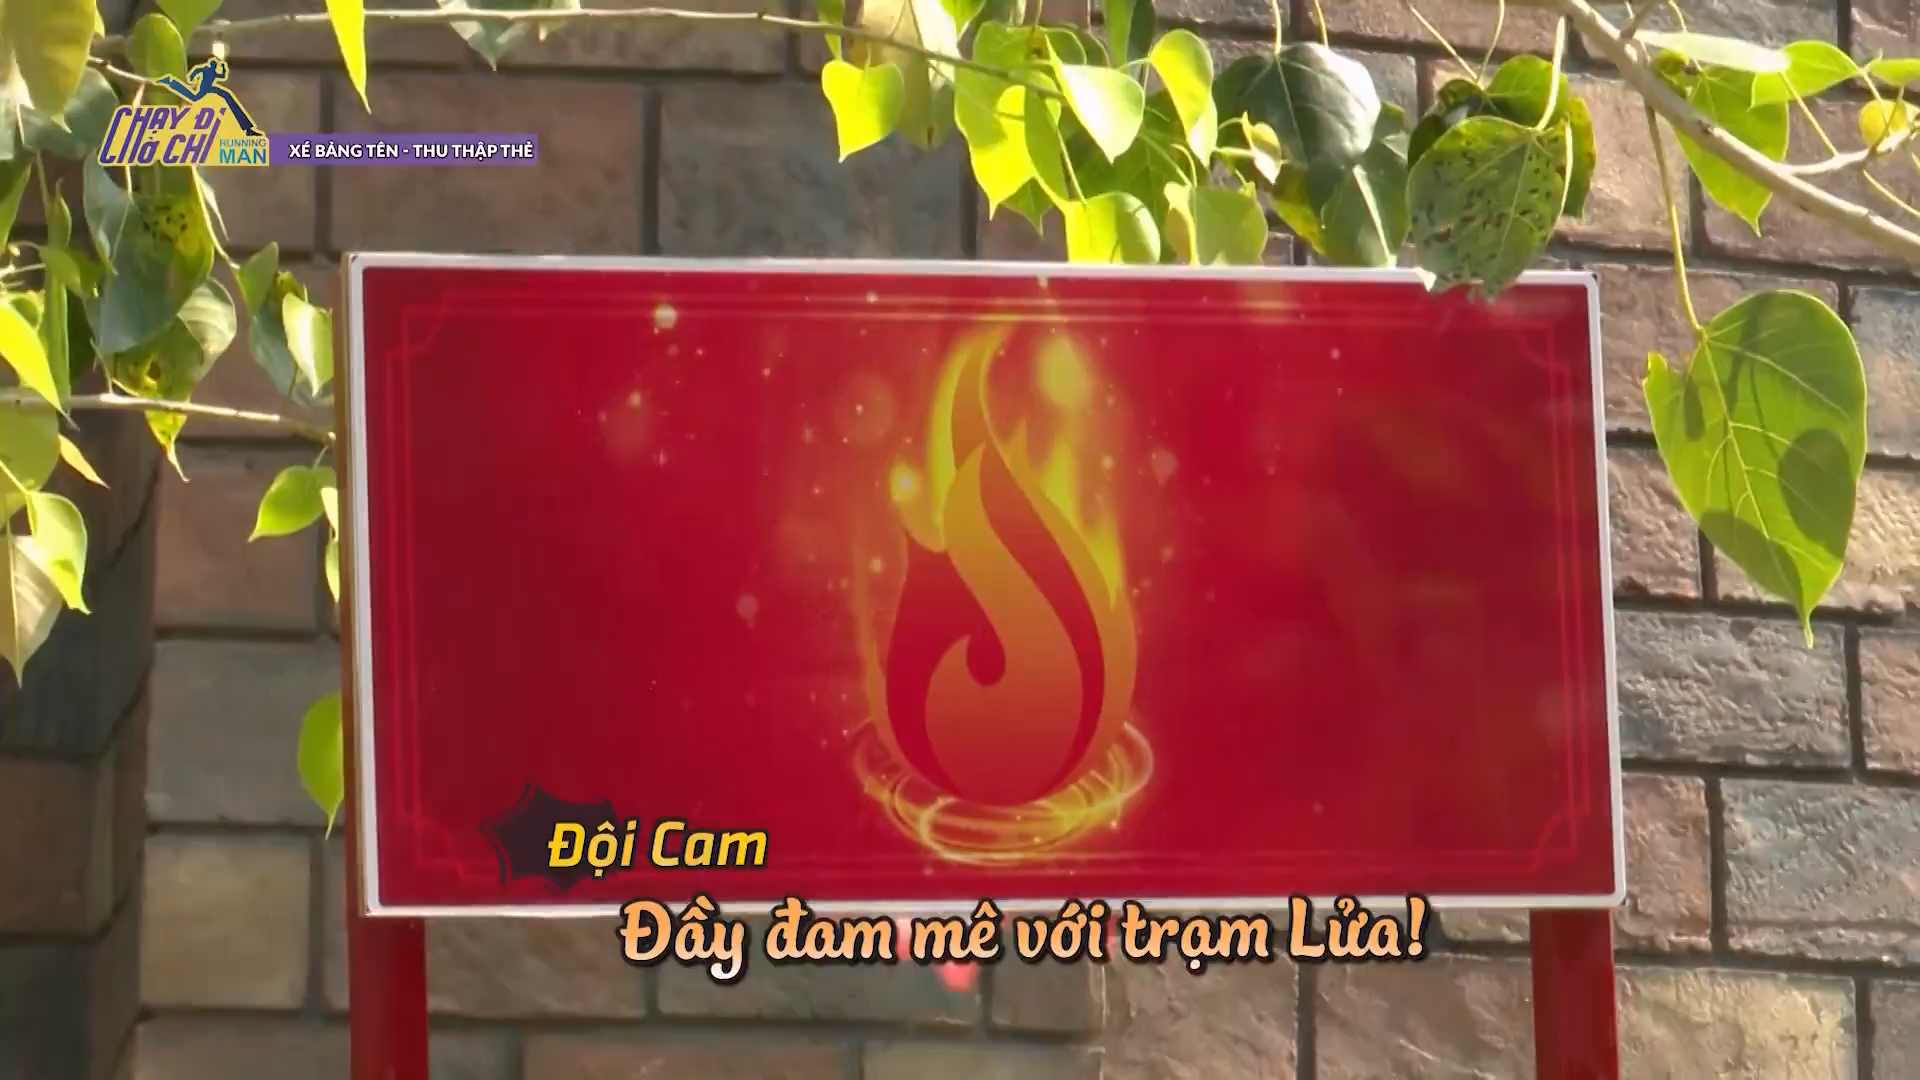 CHẠY ĐI
CHỜ CHI
RUNNING
MAN
XÉ BẢNG TÊN - THU THẬP THẺ
Đội Cam
Đầy đam mê với trạm Lửa!